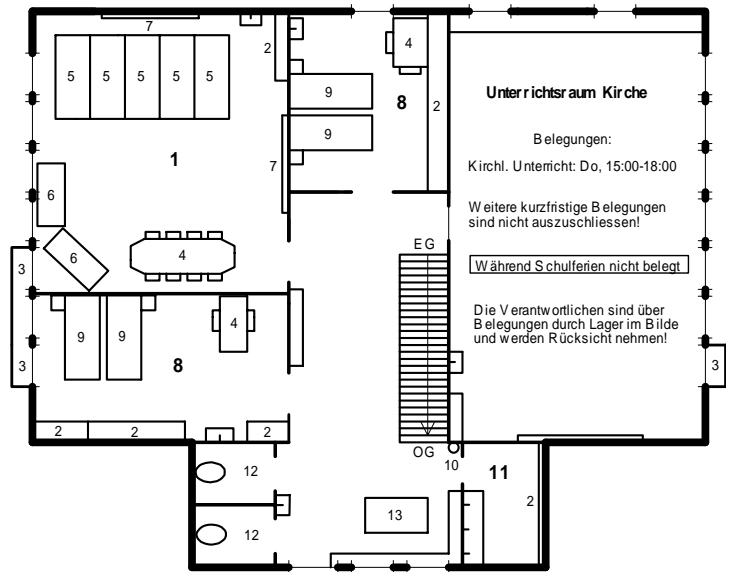 7
2
4
5 5 5 5 5
9
8
2
Unterrichtsraum Kirche
9
Belegungen:
1
7
Kirchl. Unterricht: Do, 15:00-18:00
6
Weitere kurzfristige Belegungen
sind nicht auszuschliessen!
EG
6
4
3
Während Schulferien nicht belegt
Die Verantwortlichen sind über
Belegungen durch Lager im Bilde
und werden Rücksicht nehmen!
4
9 9
8
3
3
2 2 2
OG
10
12
11
2
13
12